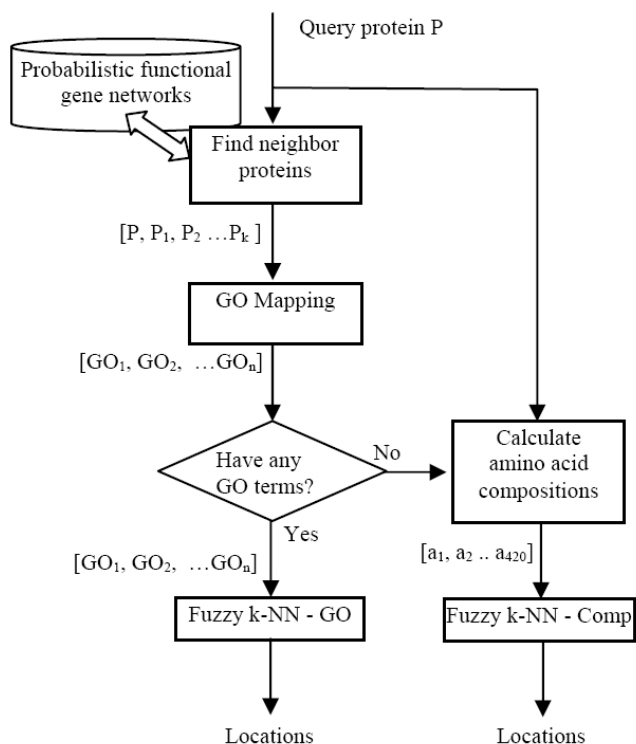 Query protein P
Probabilistic functional
gene networks
Find neighbor
proteins
[P, P₁, P₂ …Pₖ ]
GO Mapping
[GO₁, GO₂, …GOₙ]
Have any
GO terms?
No
Yes
Calculate
amino acid
compositions
[GO₁, GO₂, …GOₙ]
[a₁, a₂ .. a₄₂₀]
Fuzzy k-NN - GO
Fuzzy k-NN - Comp
Locations
Locations